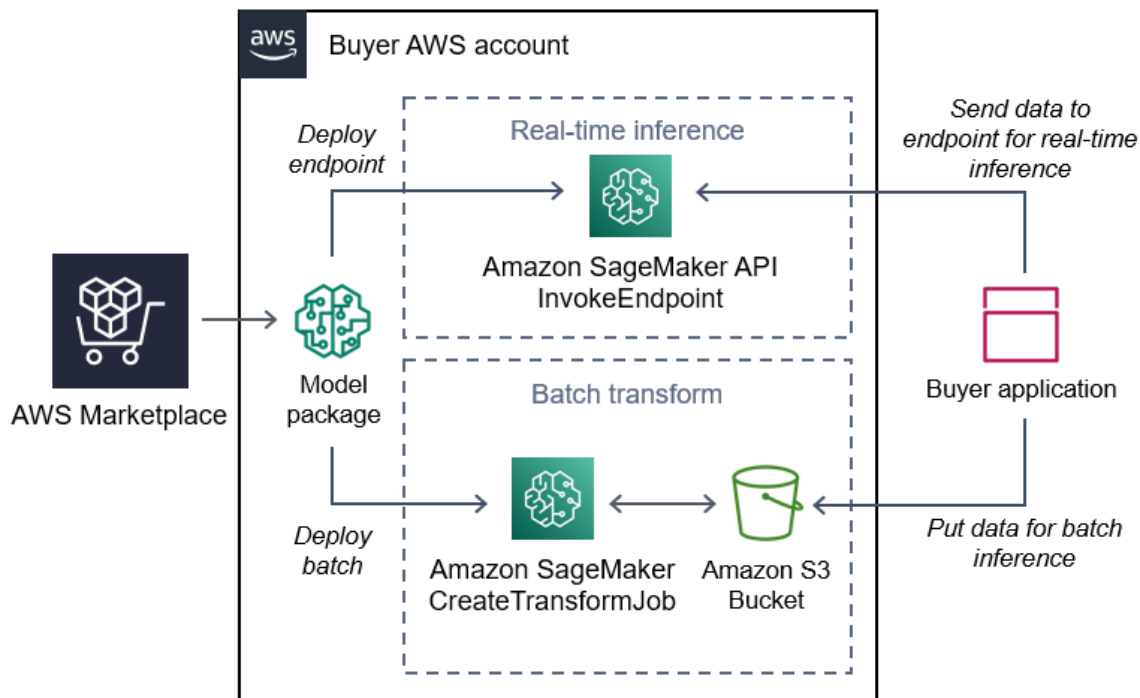 aws
Buyer AWS account
Deploy
endpoint
Real-time inference
Amazon SageMaker API
InvokeEndpoint
Send data to
endpoint for real-time
inference
AWS Marketplace
Model
package
Buyer application
Batch transform
Deploy
batch
Amazon SageMaker
CreateTransformJob
Amazon S3
Bucket
Put data for batch
inference